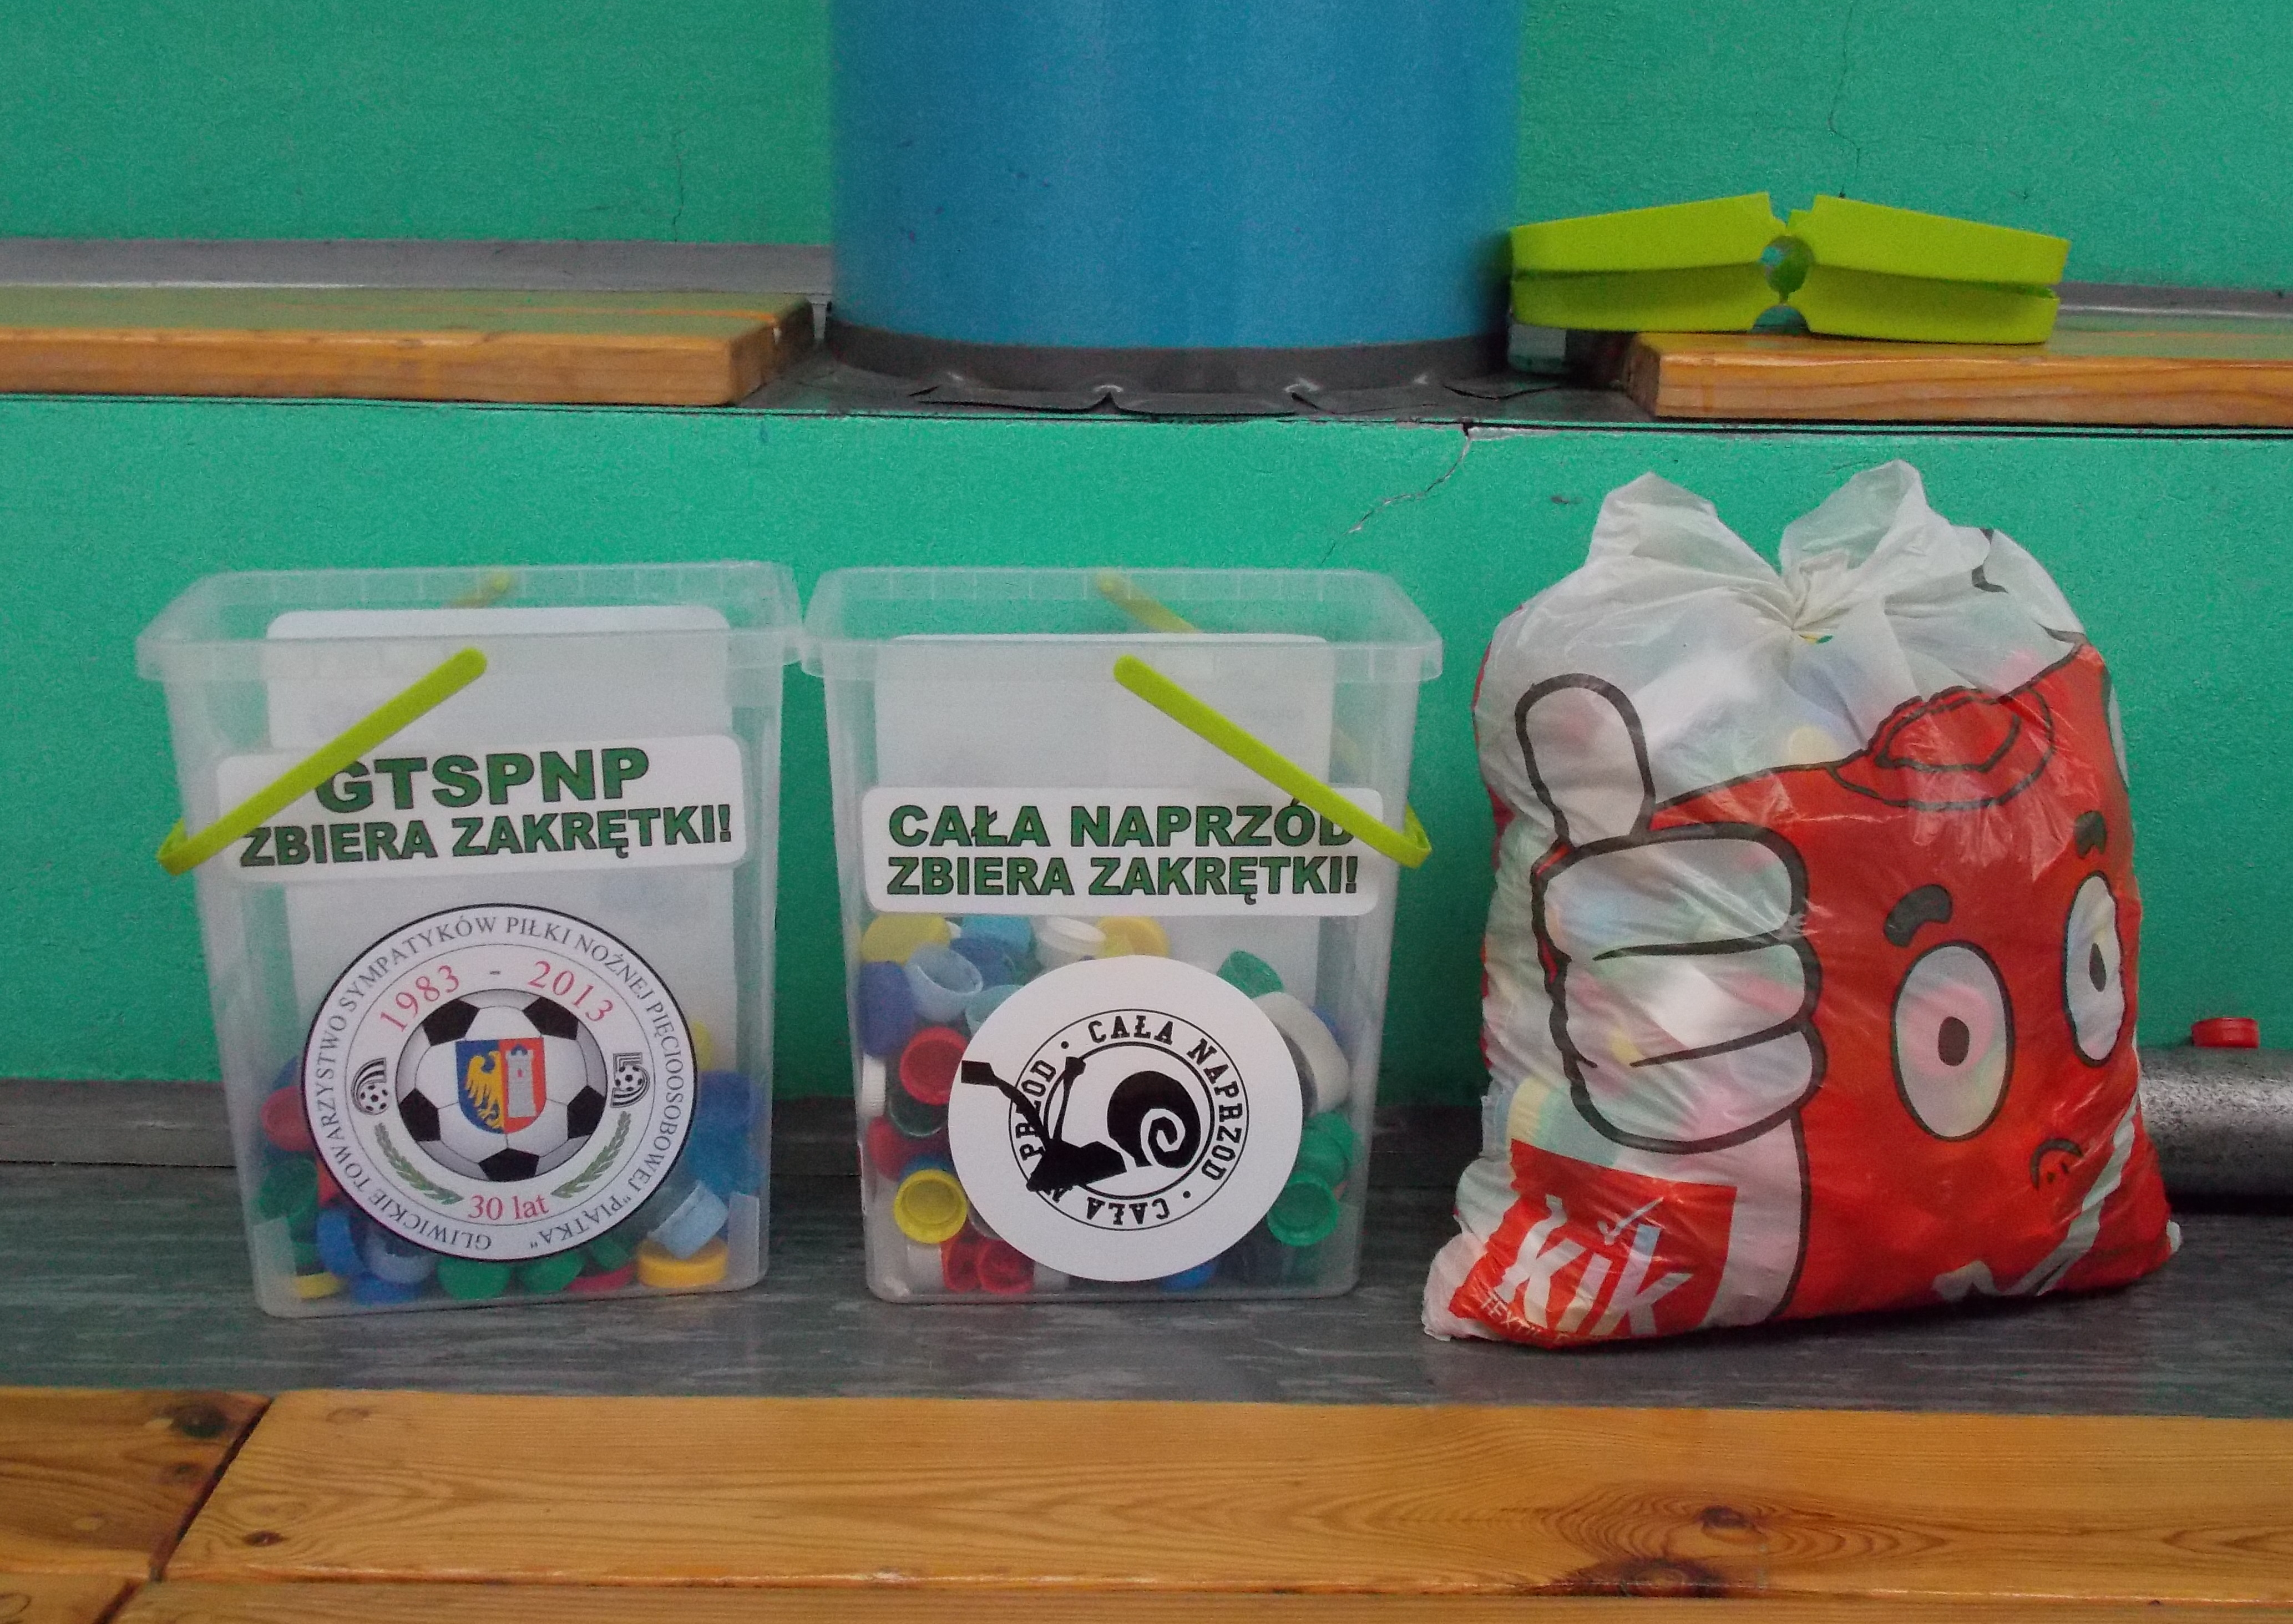 GTSPNP
ZBIERA ZAKRĘTKI!
GLIWICKIE TOWARZYSTWO SYMPATYKÓW PIŁKI NOŻNEJ PIĘCIOOSOBOWEJ "PIĄTKA"
1983 - 2013
30 lat
CAŁA NAPRZÓD
ZBIERA ZAKRĘTKI!
CAŁA NAPRZÓD · CAŁA NAPRZÓD ·
kik